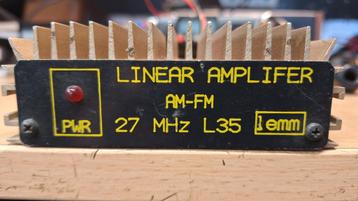 LINEAR AMPLIFER
AM-FM
PWR
27 MHz L35
lemm